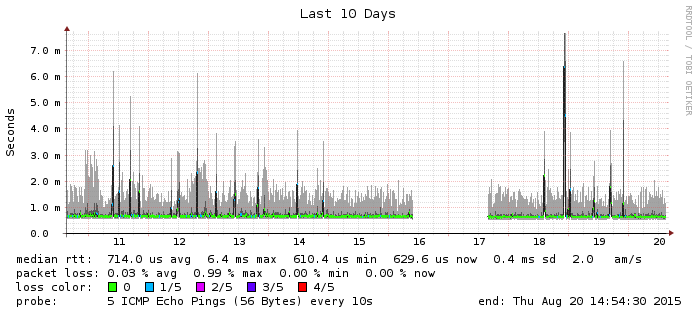 Last 10 Days
RRDTOOL / TOBI OETIKER
Seconds
7.0 m
6.0 m
5.0 m
4.0 m
3.0 m
2.0 m
1.0 m
0.0
11 12 13 14 15 16 17 18 19 20
median rtt: 714.0 us avg 6.4 ms max 610.4 us min 629.6 us now 0.4 ms sd 2.0 am/s
packet loss: 0.03 % avg 0.99 % max 0.00 % min 0.00 % now
loss color: 0 1/5 2/5 3/5 4/5
probe: 5 ICMP Echo Pings (56 Bytes) every 10s end: Thu Aug 20 14:54:30 2015